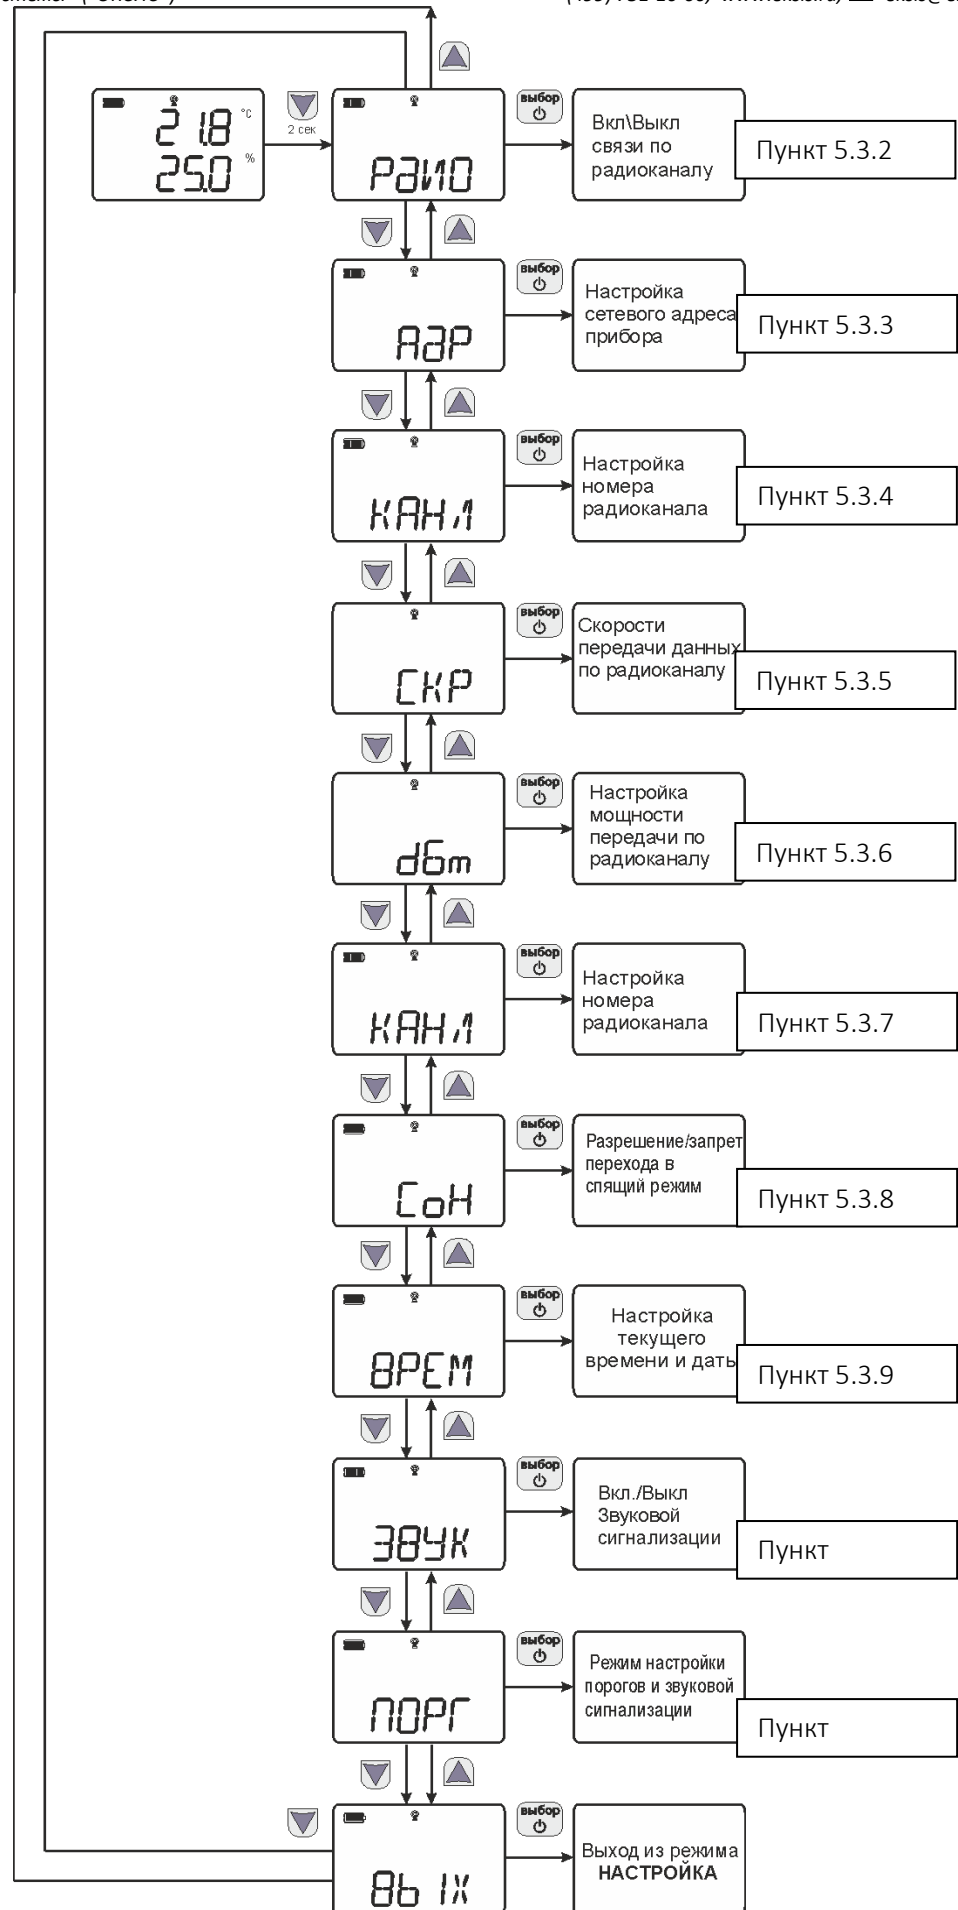 21.8 °C
25.0 %
2 сек
РАДИО
выбор
Вкл\Выкл
связи по
радиоканалу
Пункт 5.3.2
Адр
выбор
Настройка
сетевого адреса
прибора
Пункт 5.3.3
КАНЛ
выбор
Настройка
номера
радиоканала
Пункт 5.3.4
СКР
выбор
Скорости
передачи данных
по радиоканалу
Пункт 5.3.5
dБm
выбор
Настройка
мощности
передачи по
радиоканалу
Пункт 5.3.6
КАНЛ
выбор
Настройка
номера
радиоканала
Пункт 5.3.7
СоН
выбор
Разрешение/запрет
перехода в
спящий режим
Пункт 5.3.8
ВРЕМ
выбор
Настройка
текущего
времени и даты
Пункт 5.3.9
ЗВУК
выбор
Вкл./Выкл
Звуковой
сигнализации
Пункт
ПОРГ
выбор
Режим настройки
порогов и звуковой
сигнализации
Пункт
ВЫХ
выбор
Выход из режима
НАСТРОЙКА